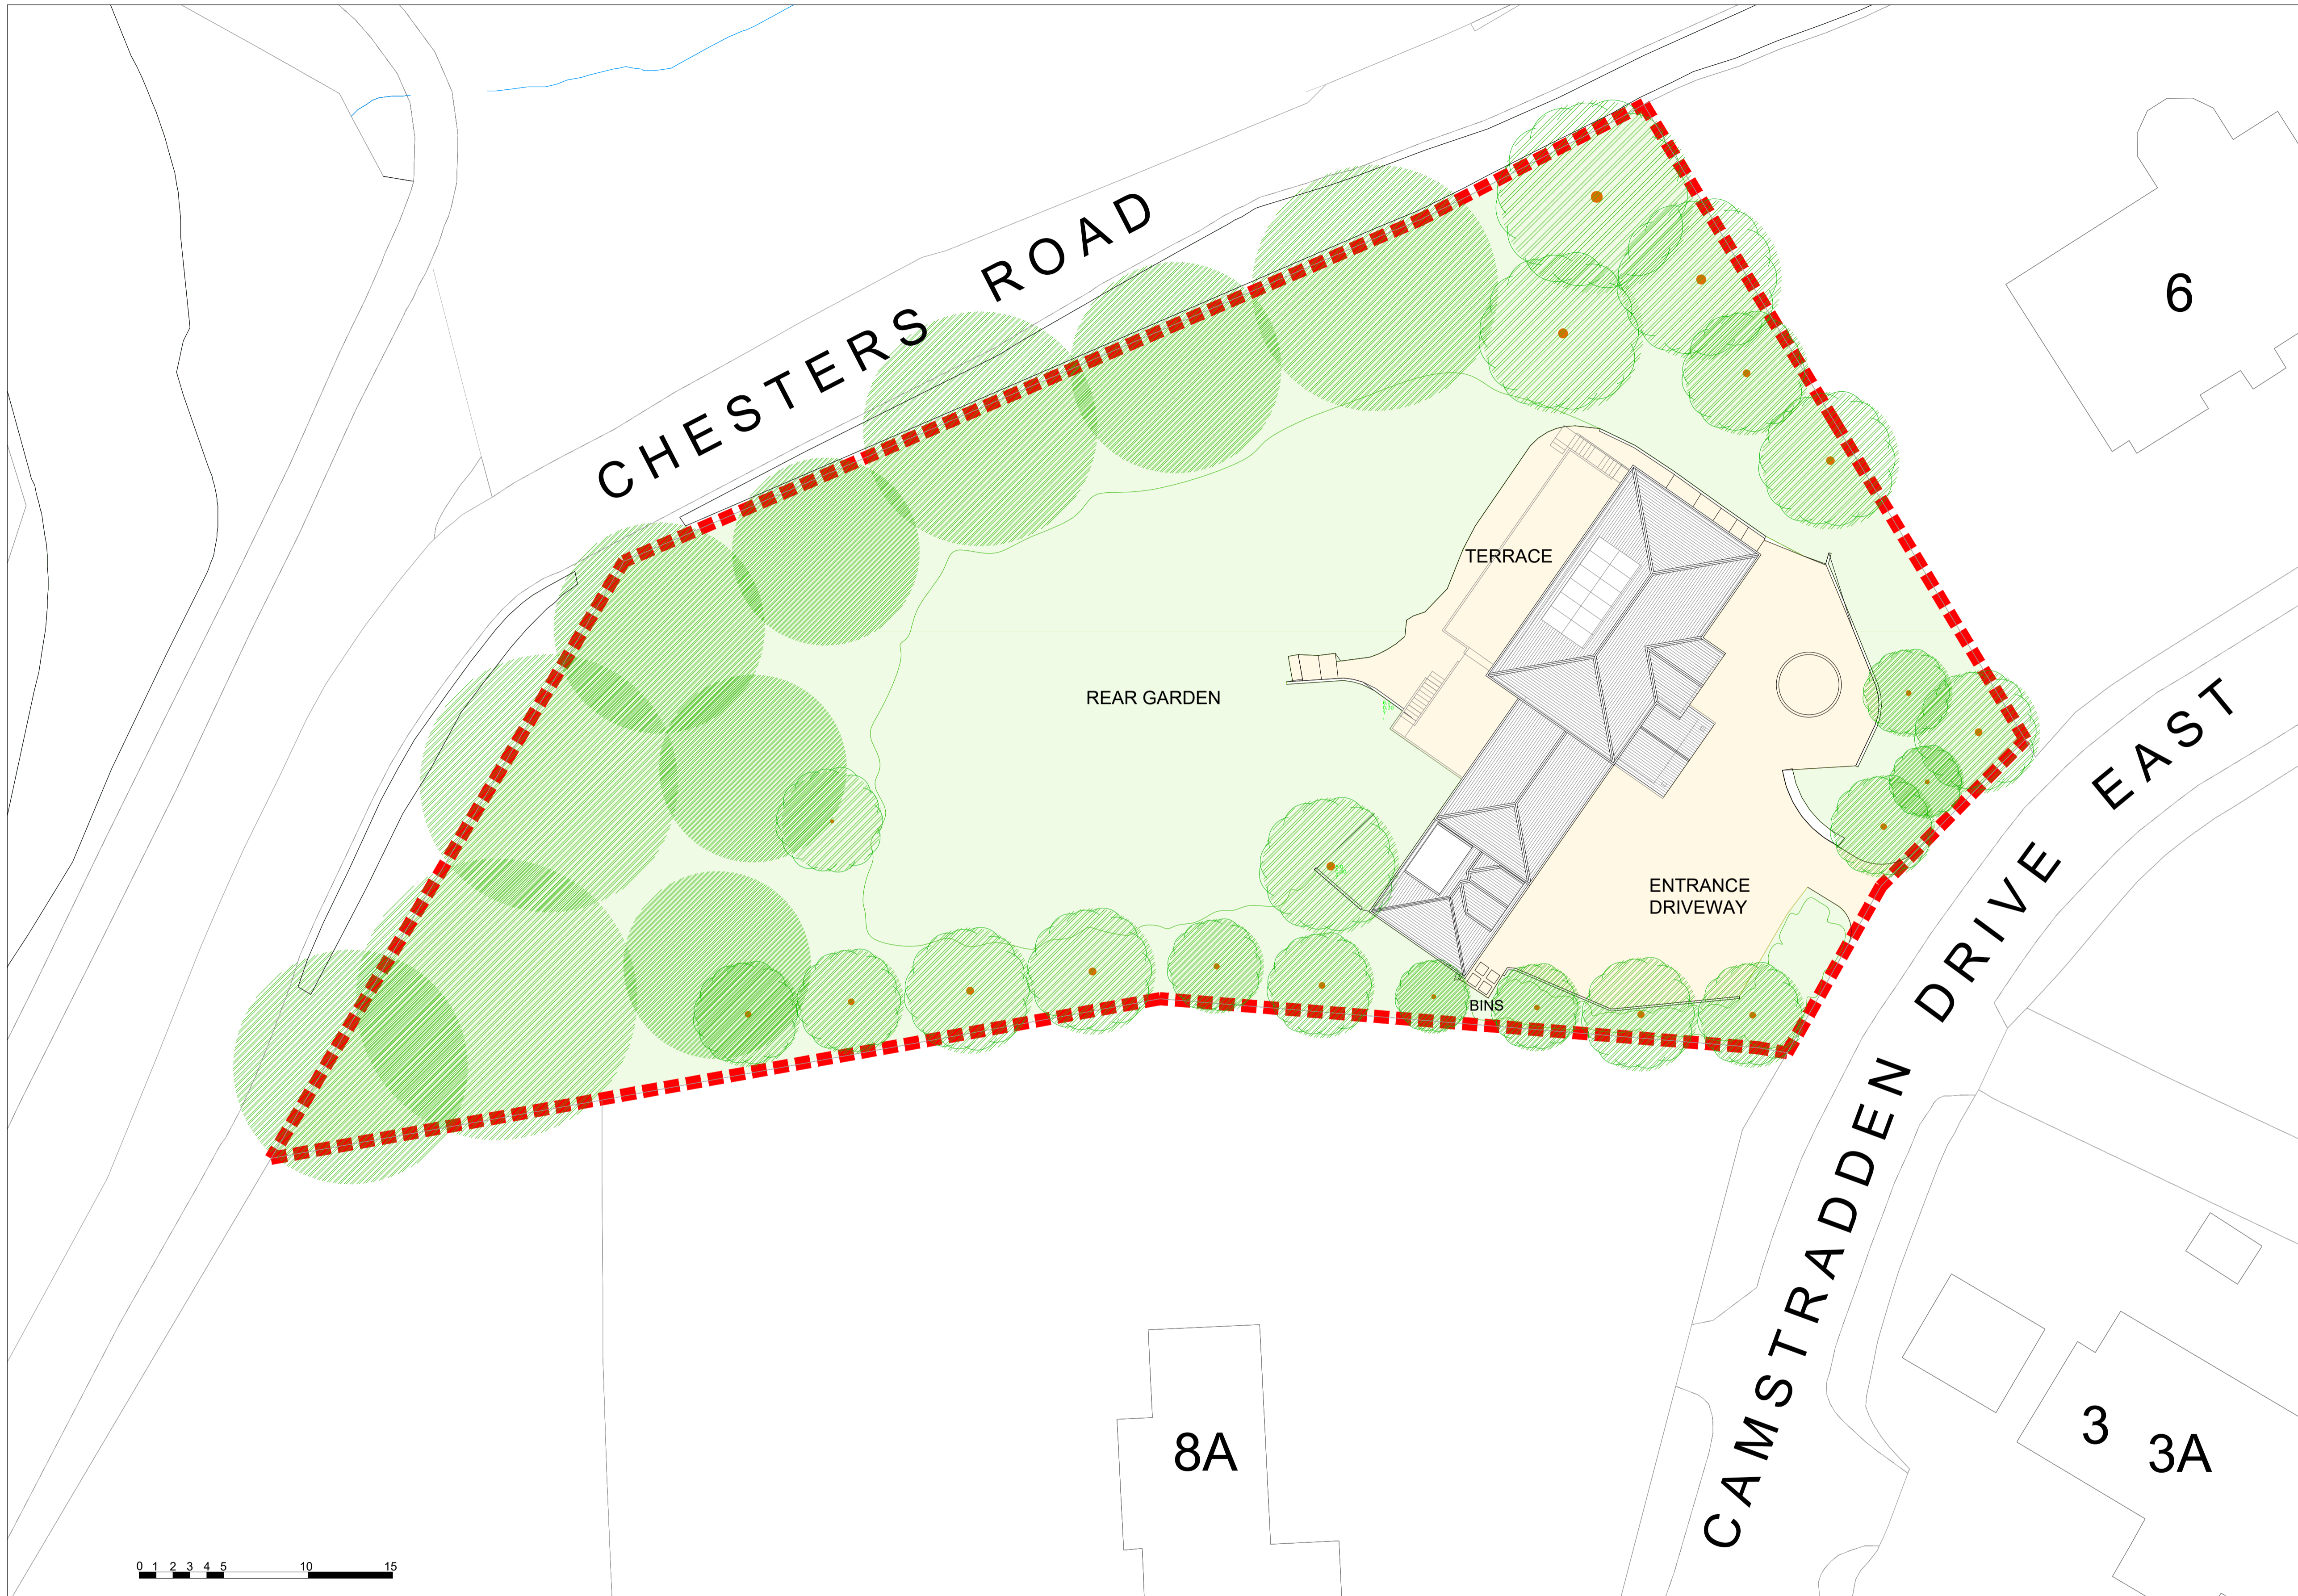 CHESTERS ROAD
6
TERRACE
REAR GARDEN
CAMSTRADDEN DRIVE EAST
ENTRANCE
DRIVEWAY
BINS
8A
3
3A
0 1 2 3 4 5 10 15